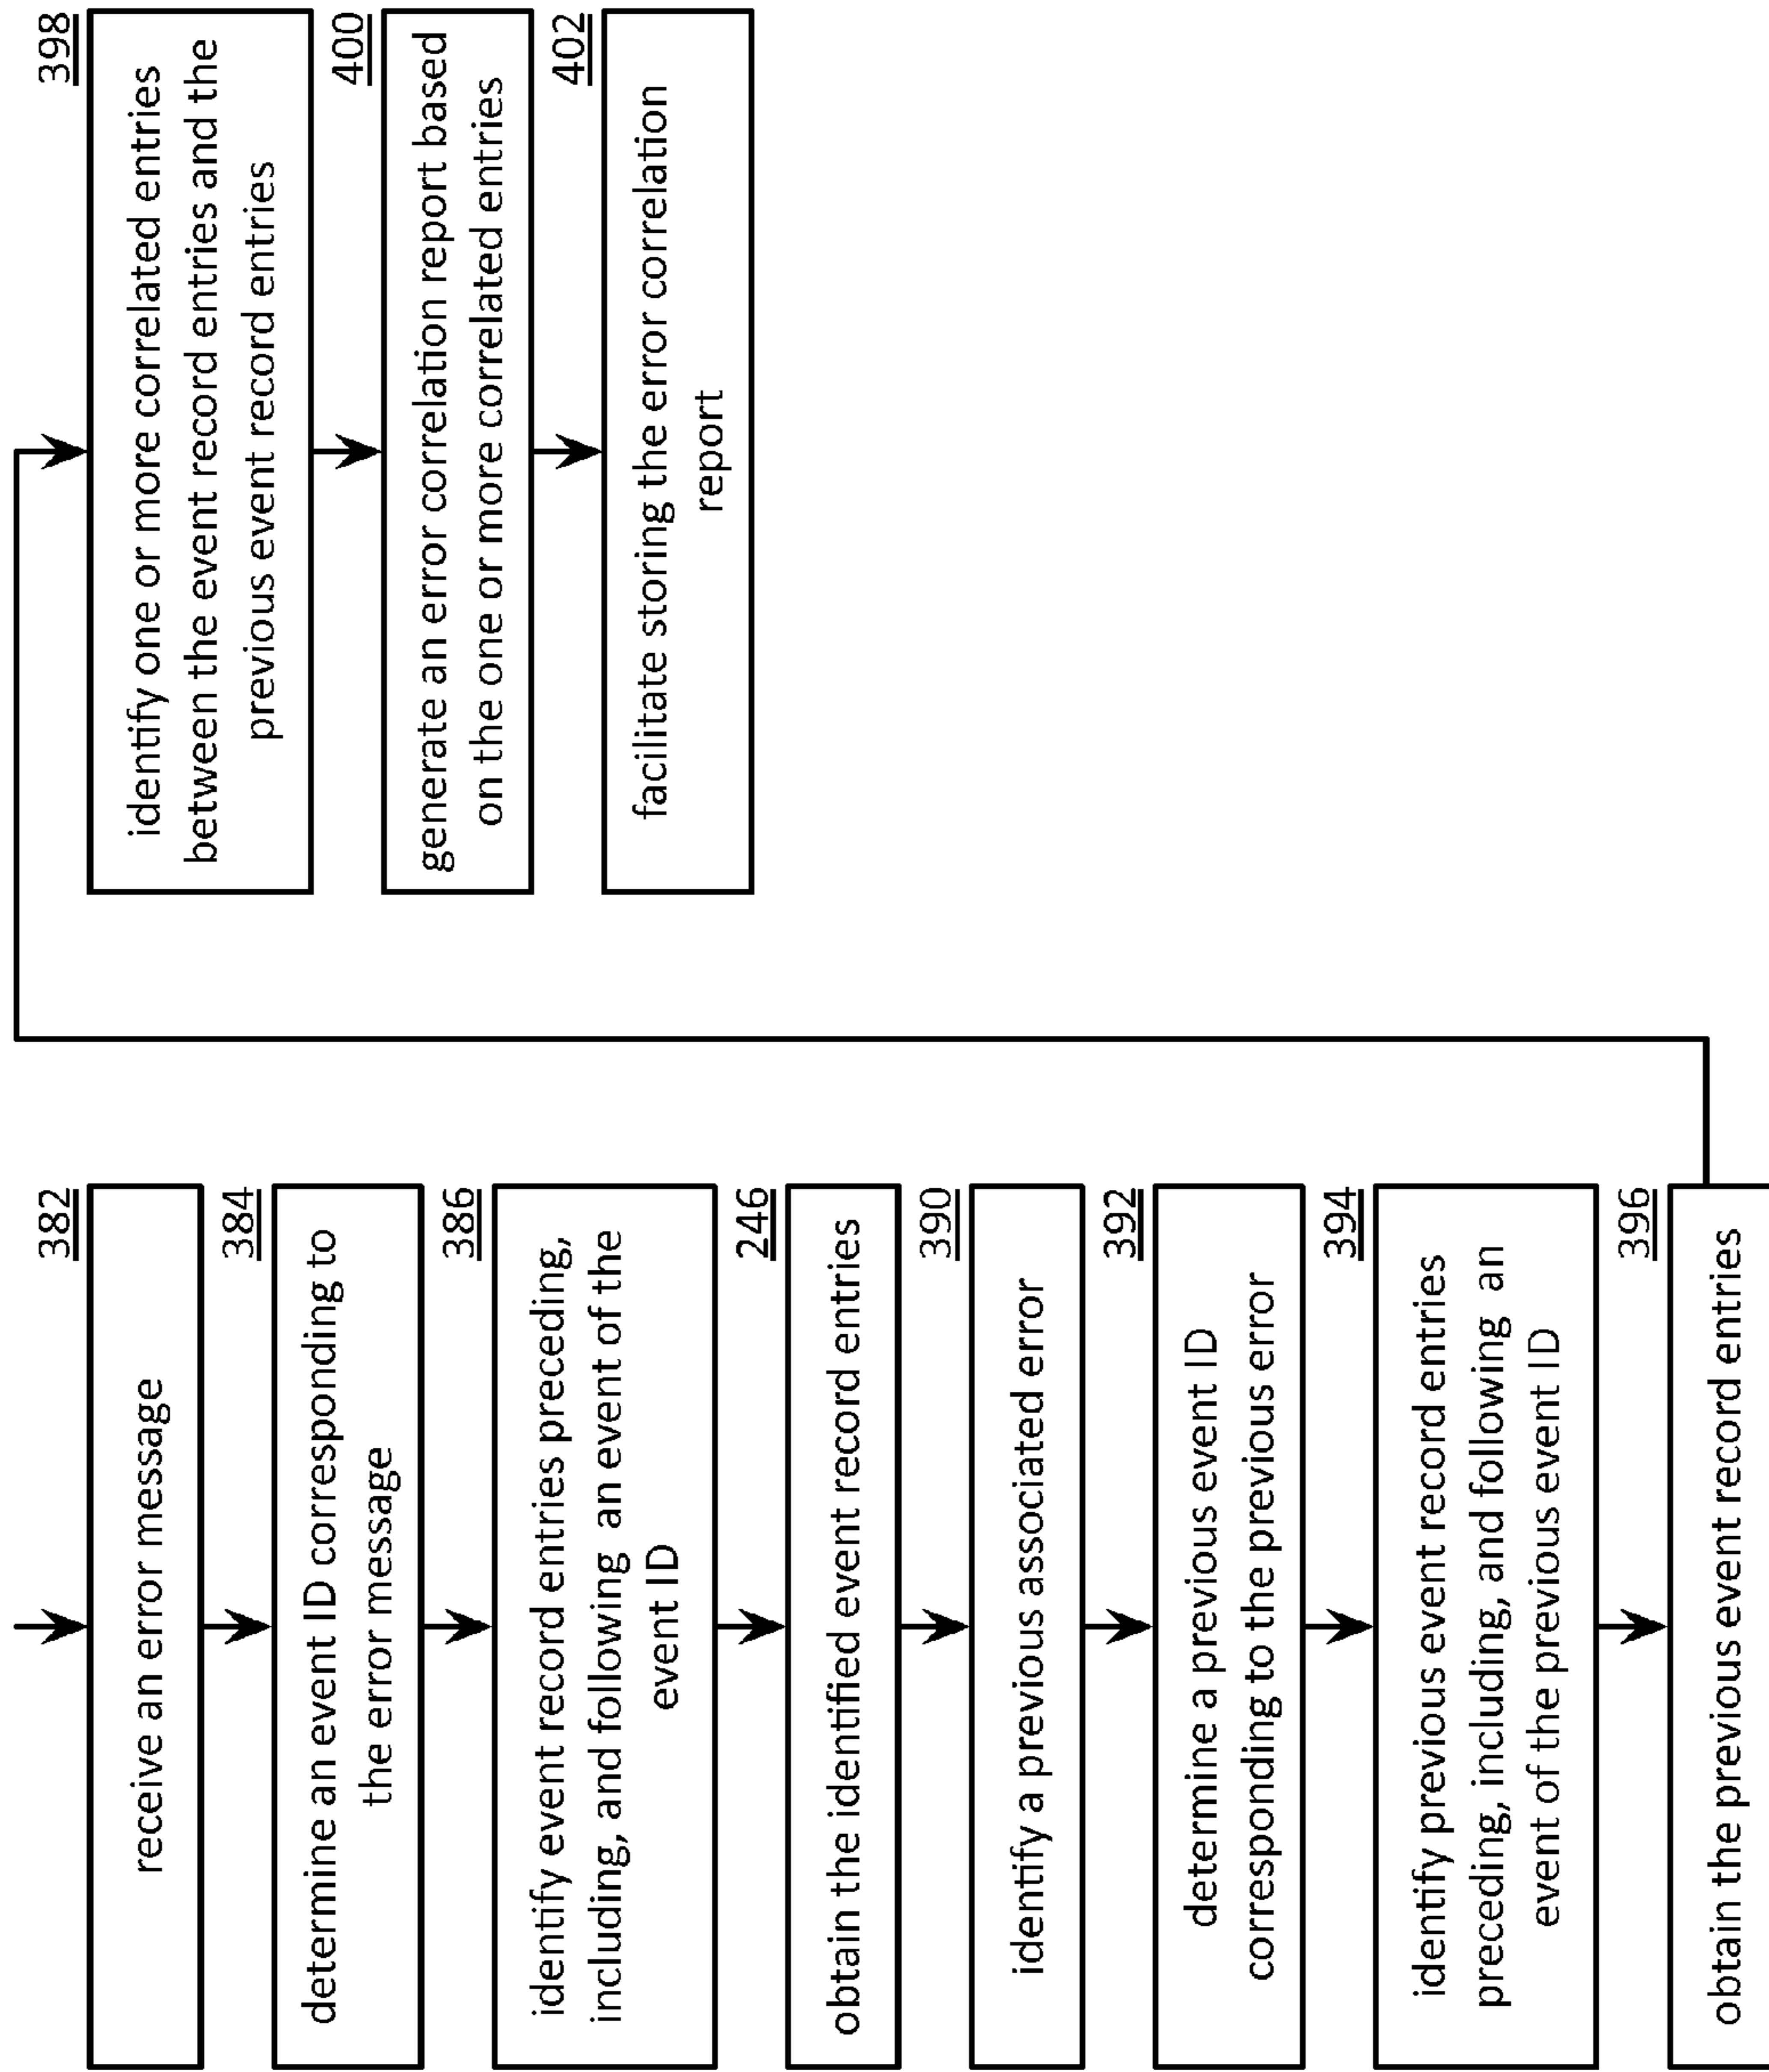 382
receive an error message
384
determine an event ID corresponding to
the error message
386
identify event record entries preceding,
including, and following an event of the
event ID
246
obtain the identified event record entries
390
identify a previous associated error
392
determine a previous event ID
corresponding to the previous error
394
identify previous event record entries
preceding, including, and following an
event of the previous event ID
396
obtain the previous event record entries
398
identify one or more correlated entries
between the event record entries and the
previous event record entries
400
generate an error correlation report based
on the one or more correlated entries
402
facilitate storing the error correlation
report